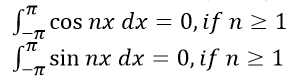 ∫_{-π}^{π} cos nx dx = 0, if n ≥ 1
∫_{-π}^{π} sin nx dx = 0, if n ≥ 1